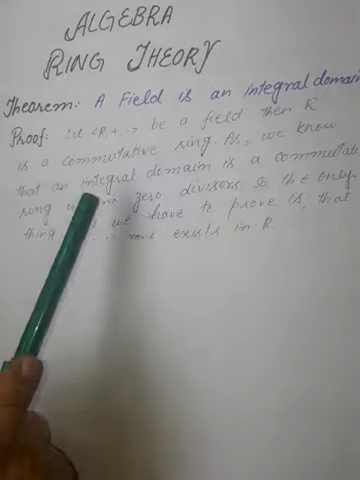 ALGEBRA
RING THEORY
Theorem: A Field is an integral domain
Proof: Let <R +..> be a field then R
is a commutative ring. As, we know
that an integral domain is a commutati
ring zero divisors. So the only
thing we have to prove is, that
exists in R.